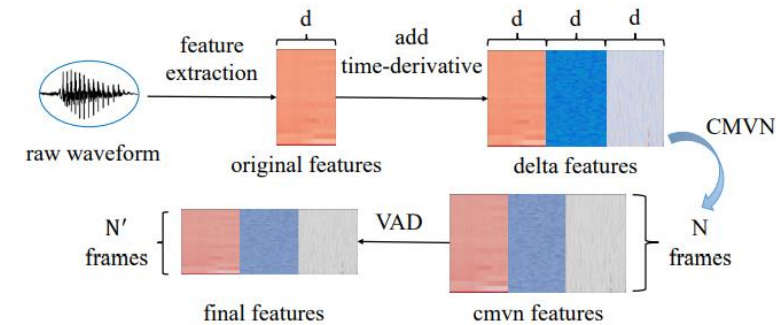 d
d
d
d
feature
extraction
add
time-derivative
CMVN
raw waveform
original features
delta features
N′
frames
VAD
N
frames
final features
cmvn features